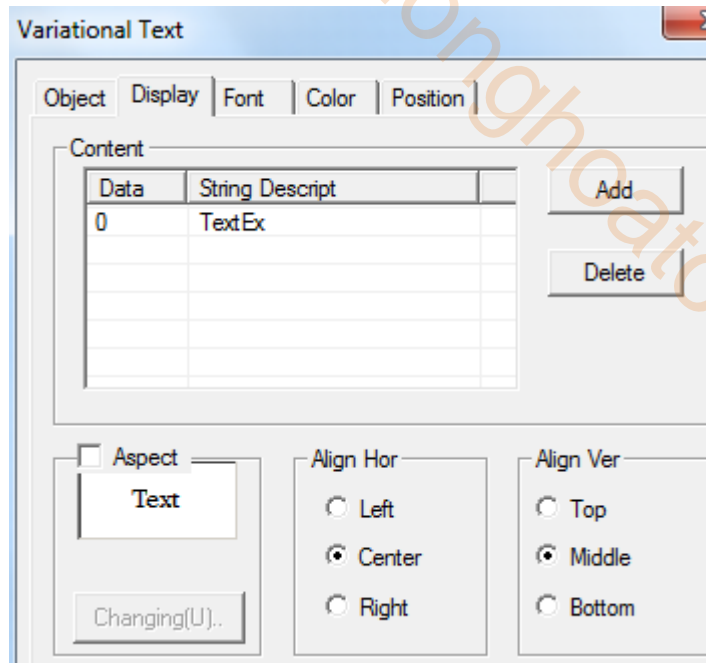 Variational Text
Object Display Font Color Position
Content
Data String Descript
Add
0 TextEx
Delete
Aspect
Text
Changing(U)..
Align Hor
Left
Center
Right
Align Ver
Top
Middle
Bottom